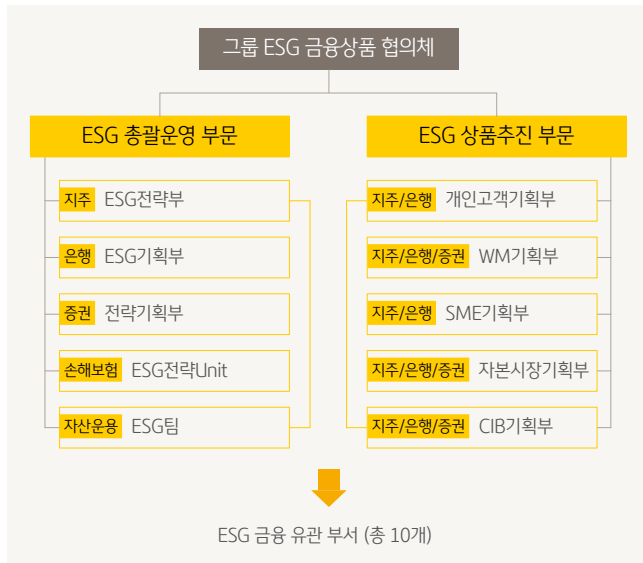 그룹 ESG 금융상품 협의체
ESG 총괄운영 부문
지주 ESG전략부
은행 ESG기획부
증권 전략기획부
손해보험 ESG전략Unit
자산운용 ESG팀
ESG 상품추진 부문
지주/은행 개인고객기획부
지주/은행/증권 WM기획부
지주/은행 SME기획부
지주/은행/증권 자본시장기획부
지주/은행/증권 CIB기획부
ESG 금융 유관 부서 (총 10개)